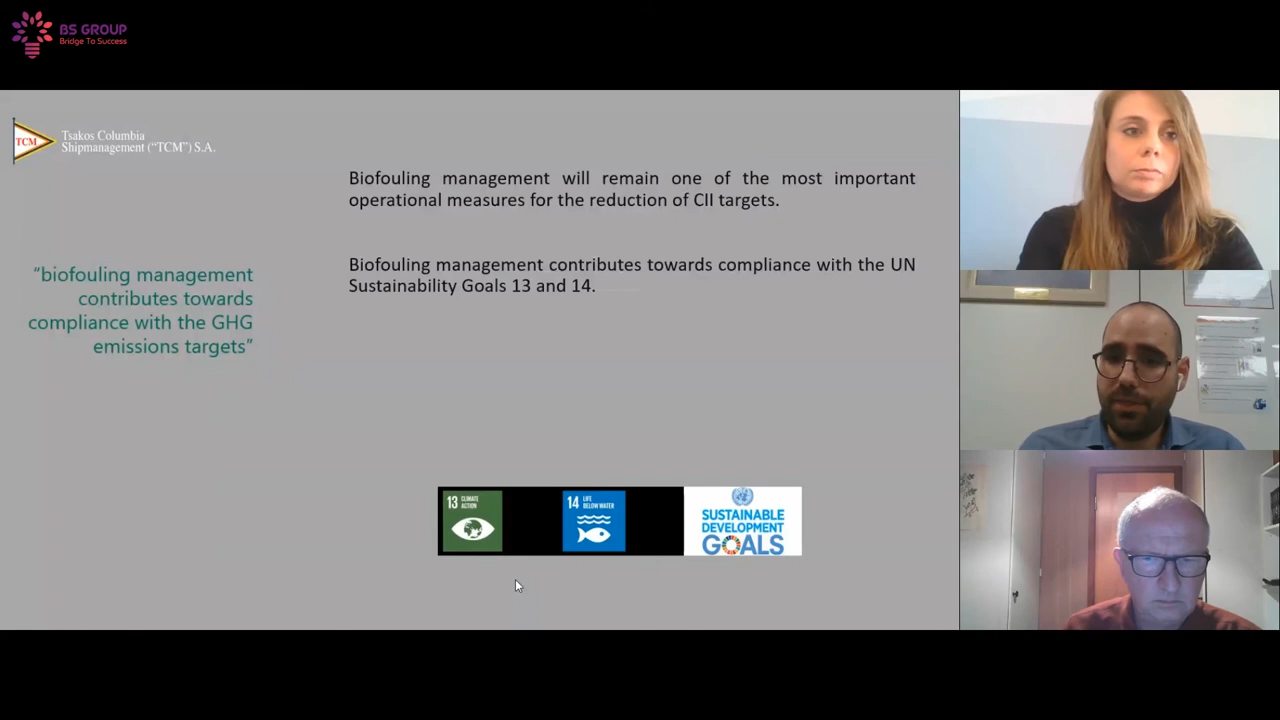 BS GROUP
Bridge To Success
TCM
Tsakos Columbia
Shipmanagement ("TCM") S.A.
Biofouling management will remain one of the most important
operational measures for the reduction of CII targets.
Biofouling management contributes towards compliance with the UN
Sustainability Goals 13 and 14.
“biofouling management
contributes towards
compliance with the GHG
emissions targets”
13 CLIMATE
ACTION
14 LIFE
BELOW WATER
SUSTAINABLE
DEVELOPMENT
GOALS